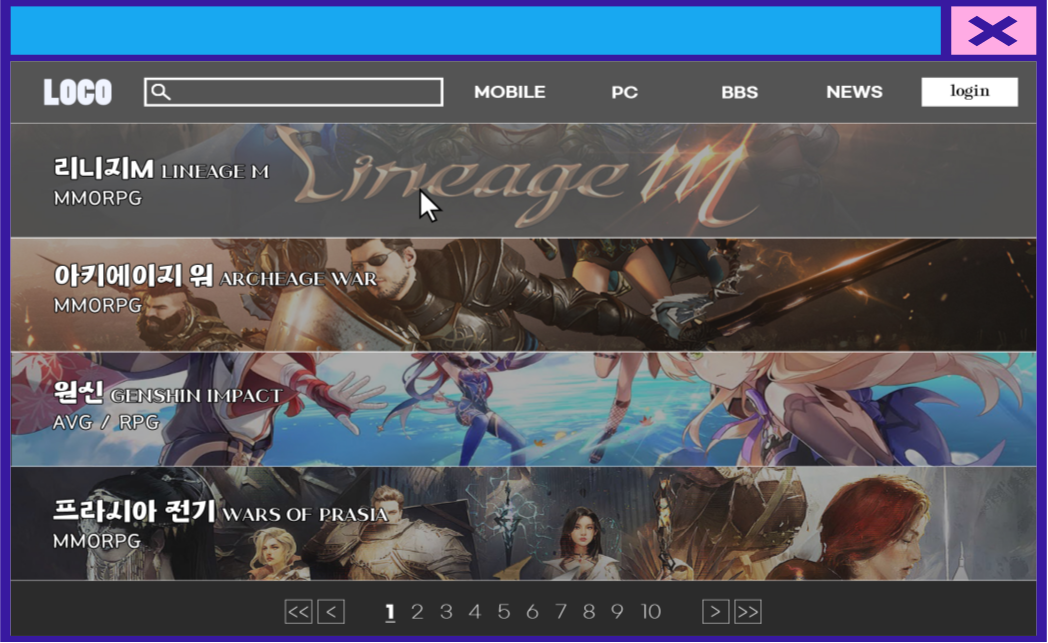 LOCO
MOBILE PC BBS NEWS login
리니지M LINEAGE M
Lineage M
MMORPG
아키에이지 워 ARCHEAGE WAR
MMORPG
원신 GENSHIN IMPACT
AVG / RPG
프라시아 전기 WARS OF PRASIA
MMORPG
<< < 1 2 3 4 5 6 7 8 9 10 > >>